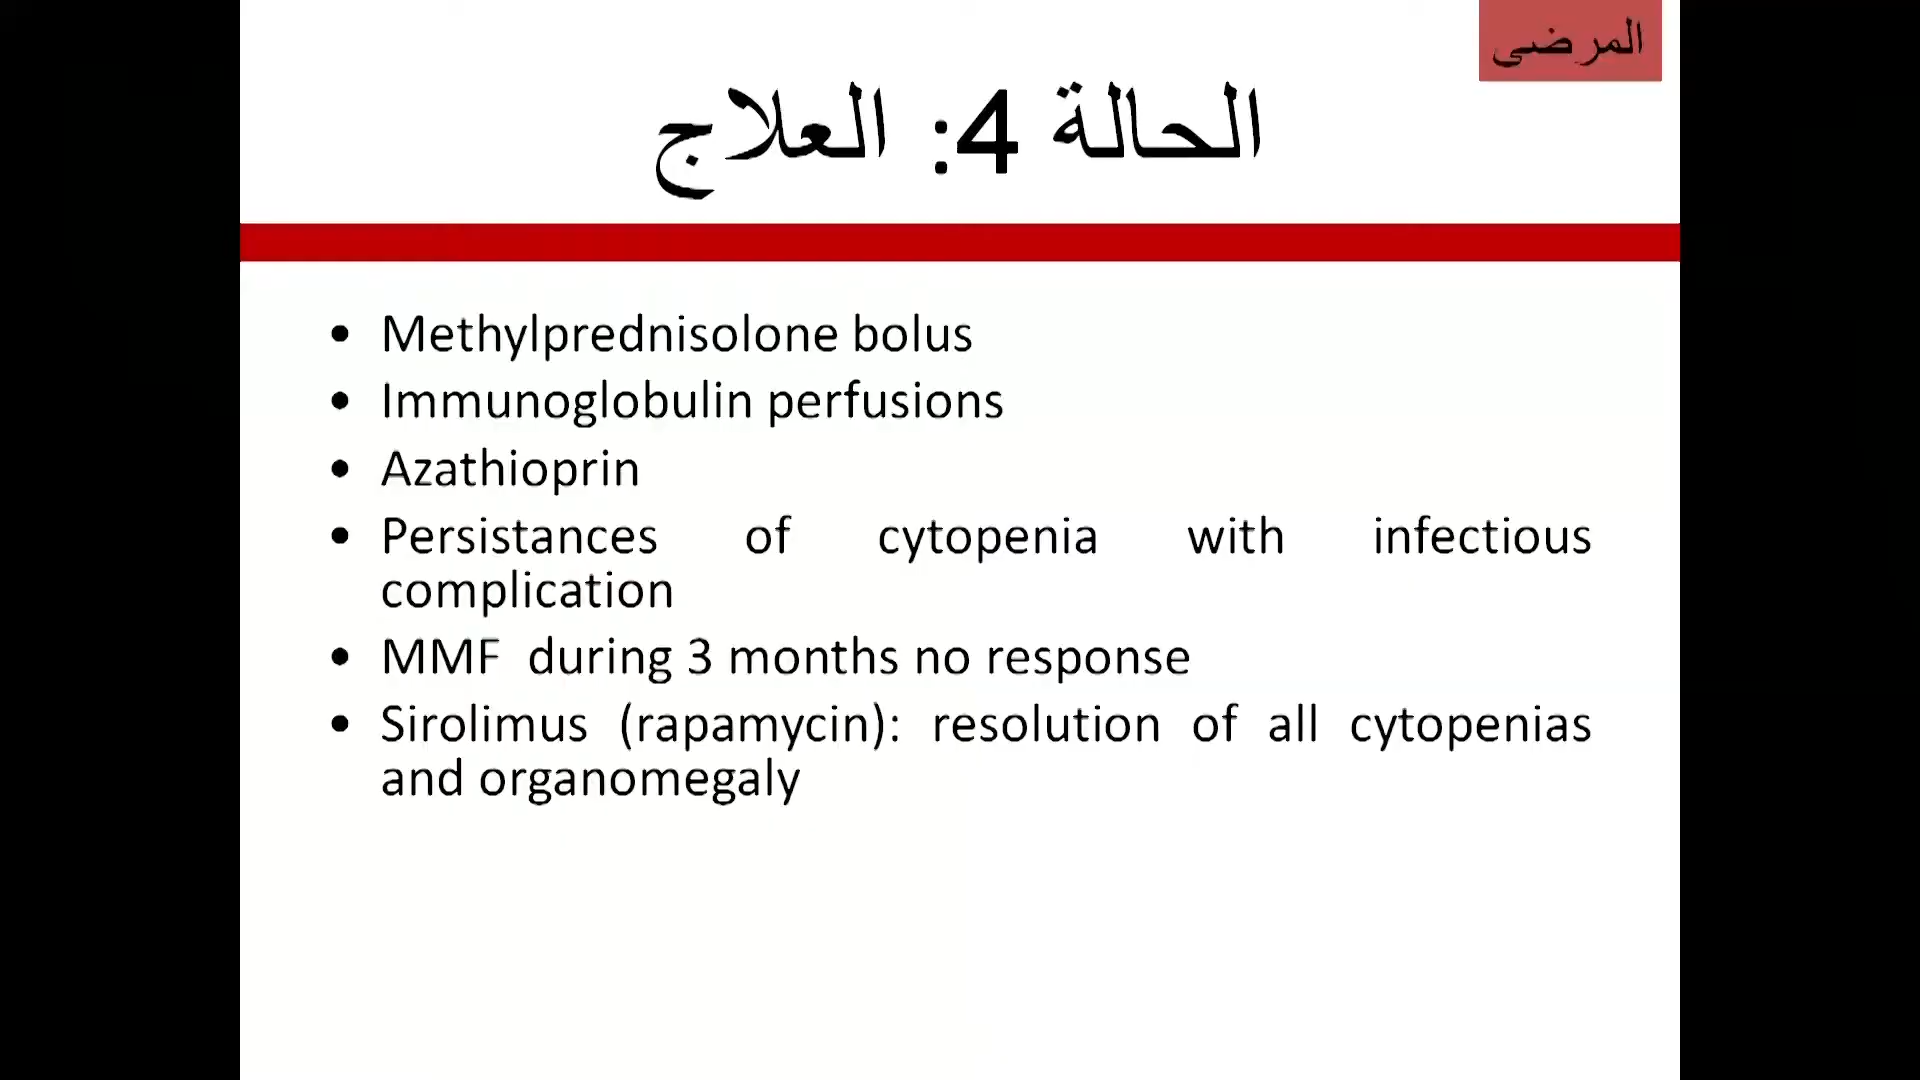 المرضى
الحالة 4: العلاج
• Methylprednisolone bolus
• Immunoglobulin perfusions
• Azathioprin
• Persistances of cytopenia with infectious
complication
• MMF during 3 months no response
• Sirolimus (rapamycin): resolution of all cytopenias
and organomegaly